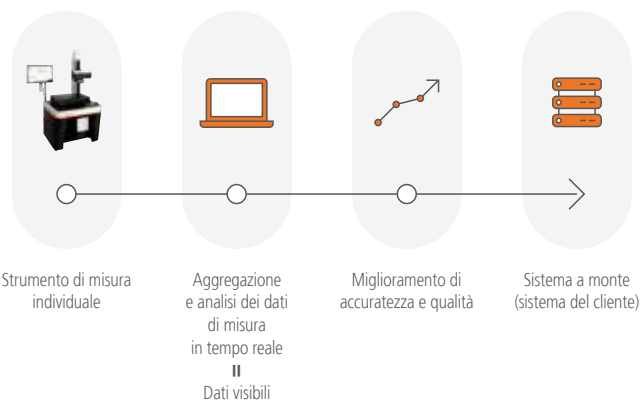 Strumento di misura
individuale
Aggregazione
e analisi dei dati
di misura
in tempo reale
=
Dati visibili
Miglioramento di
accuratezza e qualità
Sistema a monte
(sistema del cliente)